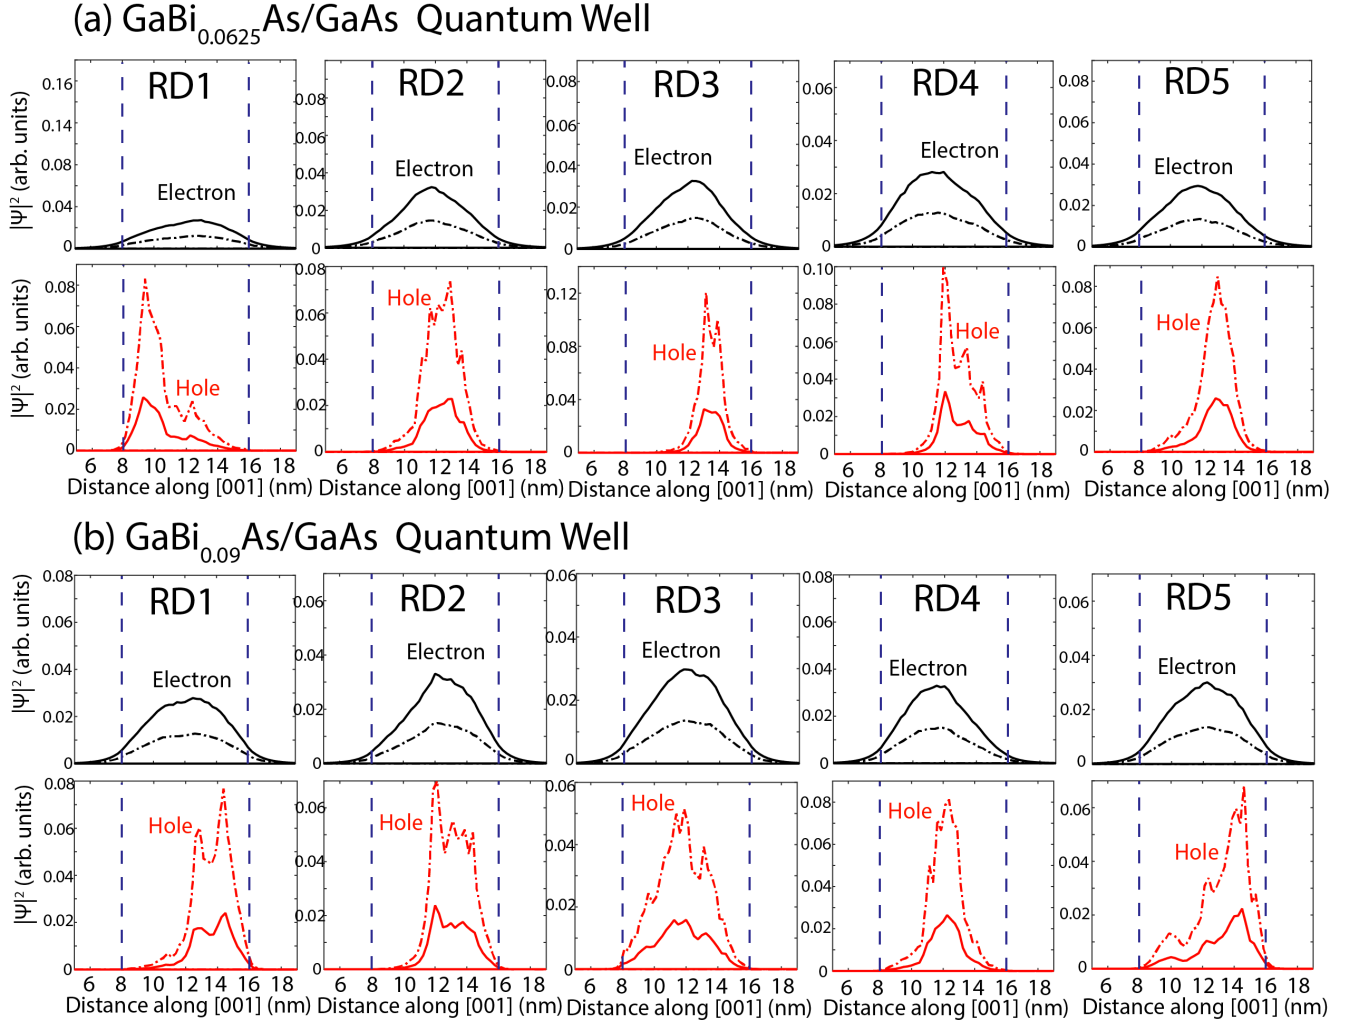 (a) GaBi0.0625As/GaAs Quantum Well
RD1 RD2 RD3 RD4 RD5
|Ψ|² (arb. units)
0.16 0.14 0.08 0.04 0
0.08 0.06 0.04 0.02 0
0.08 0.06 0.04 0.02 0
0.06 0.04 0.02 0
0.08 0.06 0.04 0.02 0
Electron Electron Electron Electron Electron
|Ψ|² (arb. units)
0.08 0.06 0.04 0.02 0
0.08 0.06 0.04 0.02 0
0.12 0.08 0.04 0
0.10 0.08 0.06 0.04 0.02 0
0.08 0.06 0.04 0.02 0
Hole Hole Hole Hole Hole
6 8 10 12 14 16 18 6 8 10 12 14 16 18 6 8 10 12 14 16 18 6 8 10 12 14 16 18 6 8 10 12 14 16 18
Distance along [001] (nm) Distance along [001] (nm) Distance along [001] (nm) Distance along [001] (nm) Distance along [001] (nm)
(b) GaBi0.09As/GaAs Quantum Well
RD1 RD2 RD3 RD4 RD5
|Ψ|² (arb. units)
0.08 0.06 0.04 0.02 0
0.06 0.04 0.02 0
0.06 0.04 0.02 0
0.08 0.06 0.04 0.02 0
0.06 0.04 0.02 0
Electron Electron Electron Electron Electron
|Ψ|² (arb. units)
0.08 0.06 0.04 0.02 0
0.06 0.04 0.02 0
0.06 0.04 0.02 0
0.08 0.06 0.04 0.02 0
0.06 0.04 0.02 0
Hole Hole Hole Hole Hole
6 8 10 12 14 16 18 6 8 10 12 14 16 18 6 8 10 12 14 16 18 6 8 10 12 14 16 18 6 8 10 12 14 16 18
Distance along [001] (nm) Distance along [001] (nm) Distance along [001] (nm) Distance along [001] (nm) Distance along [001] (nm)